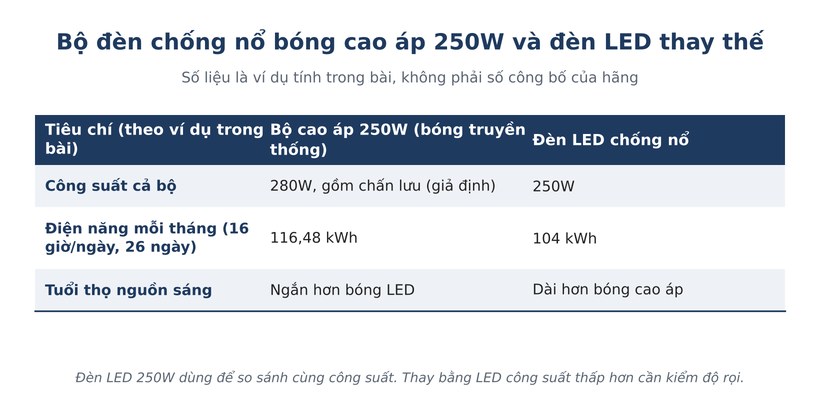 Bộ đèn chống nổ bóng cao áp 250W và đèn LED thay thế
Số liệu là ví dụ tính trong bài, không phải số công bố của hãng
Tiêu chí (theo ví dụ trong bài)
Bộ cao áp 250W (bóng truyền thống)
Đèn LED chống nổ
Công suất cả bộ
280W, gồm chấn lưu (giả định)
250W
Điện năng mỗi tháng (16 giờ/ngày, 26 ngày)
116,48 kWh
104 kWh
Tuổi thọ nguồn sáng
Ngắn hơn bóng LED
Dài hơn bóng cao áp
Đèn LED 250W dùng để so sánh cùng công suất. Thay bằng LED công suất thấp hơn cần kiểm độ rọi.